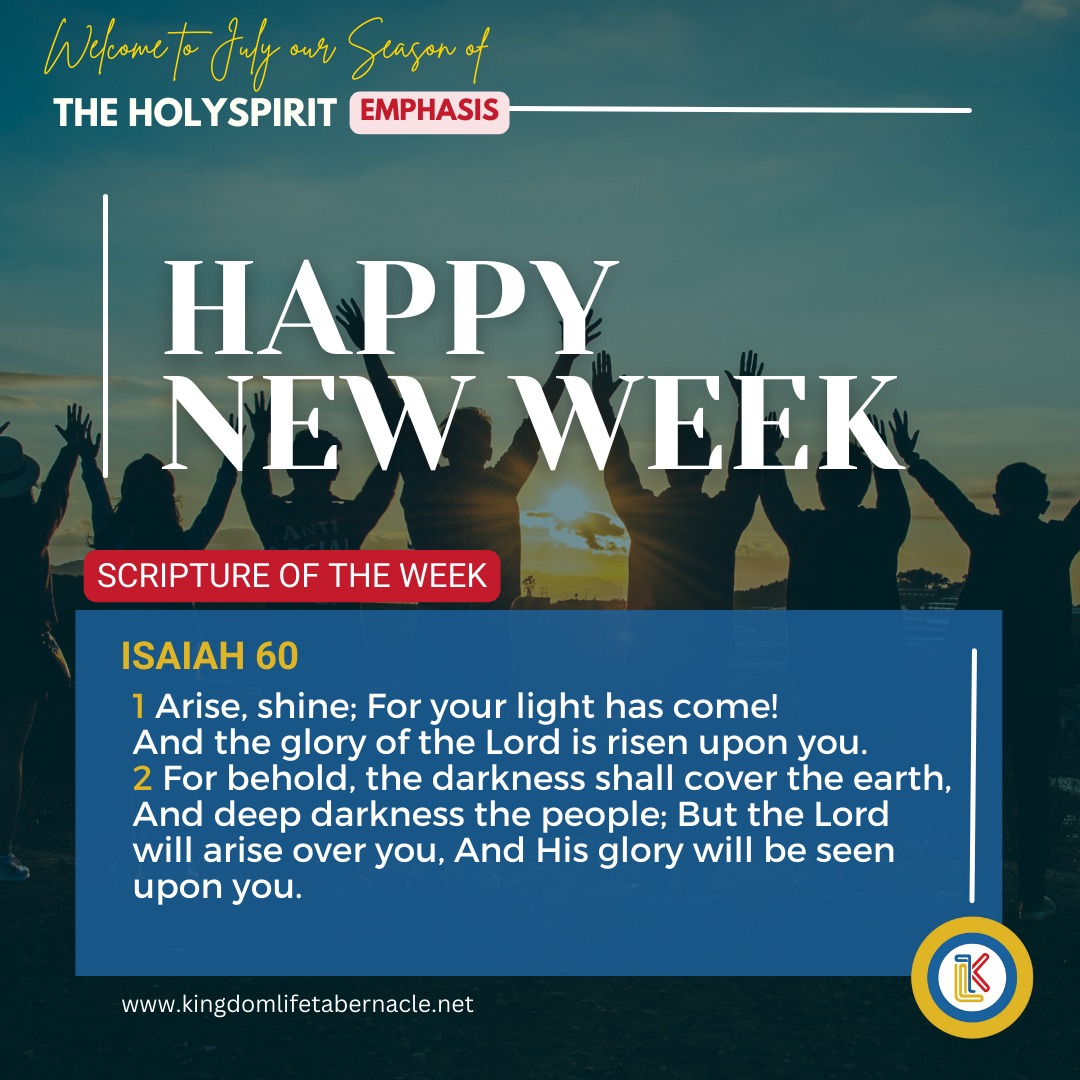 Welcome to July our Season of
THE HOLYSPIRIT EMPHASIS
HAPPY
NEW WEEK
ANTI
SOCIAL
SCRIPTURE OF THE WEEK
ISAIAH 60
1 Arise, shine; For your light has come!
And the glory of the Lord is risen upon you.
2 For behold, the darkness shall cover the earth,
And deep darkness the people; But the Lord
will arise over you, And His glory will be seen
upon you.
www.kingdomlifetabernacle.net
LK